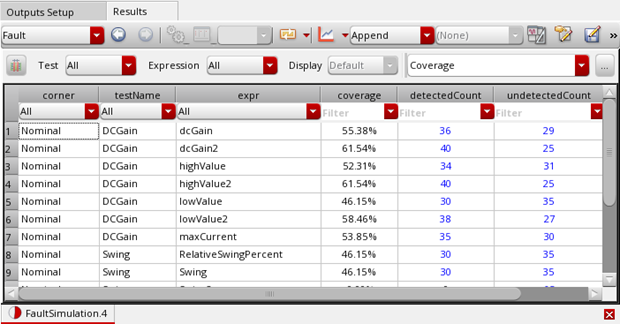 Outputs Setup Results
Fault Append (None) »
Test All Expression All Display Default Coverage ...
corner testName expr coverage detectedCount undetectedCount
All All All Filter Filter Filter
1 Nominal DCGain dcGain 55.38% 36 29
2 Nominal DCGain dcGain2 61.54% 40 25
3 Nominal DCGain highValue 52.31% 34 31
4 Nominal DCGain highValue2 61.54% 40 25
5 Nominal DCGain lowValue 46.15% 30 35
6 Nominal DCGain lowValue2 58.46% 38 27
7 Nominal DCGain maxCurrent 53.85% 35 30
8 Nominal Swing RelativeSwingPercent 46.15% 30 35
9 Nominal Swing Swing 46.15% 30 35
FaultSimulation.4